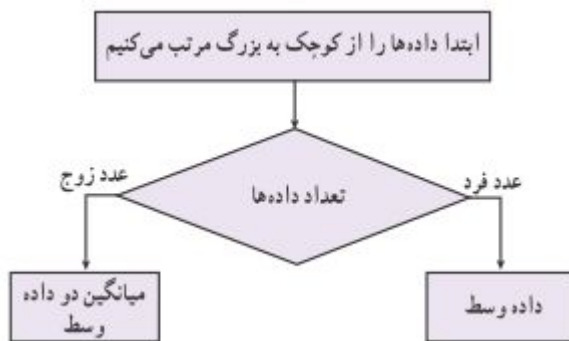 ابتدا داده‌ها را از کوچک به بزرگ مرتب می‌کنیم
عدد فرد
عدد زوج
تعداد داده‌ها
داده وسط
میانگین دو داده
وسط